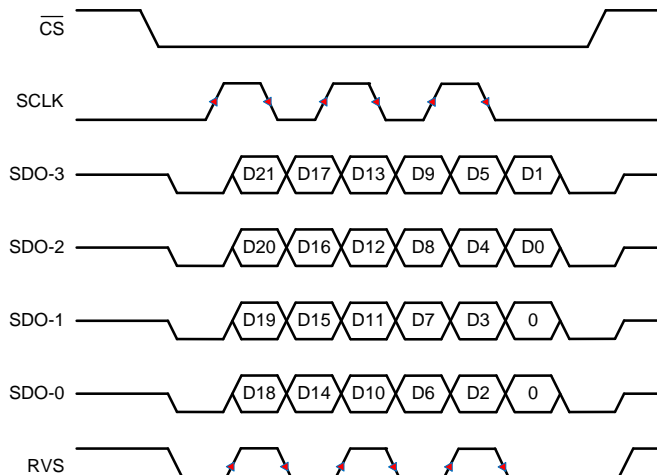 CS
SCLK
SDO-3 D21 D17 D13 D9 D5 D1
SDO-2 D20 D16 D12 D8 D4 D0
SDO-1 D19 D15 D11 D7 D3 0
SDO-0 D18 D14 D10 D6 D2 0
RVS